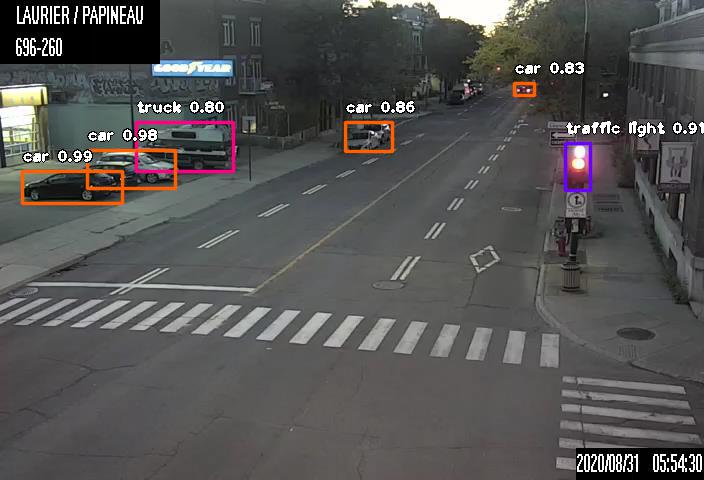 LAURIER / PAPINEAU
696-260
GOODYEAR
car 0.83
truck 0.80
car 0.86
car 0.98
traffic light 0.91
car 0.99
2020/08/31 05:54:30